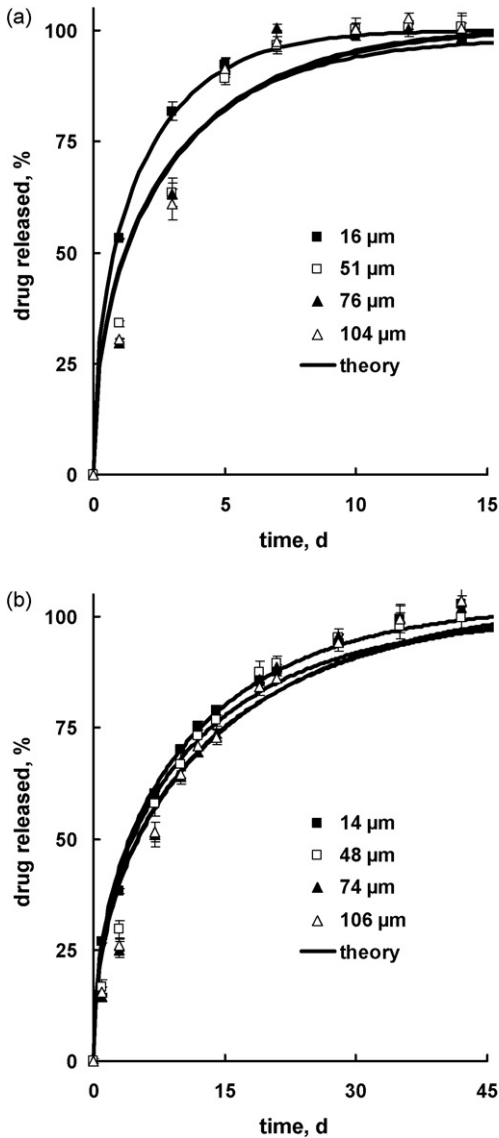 (a)
100
75
50
25
0
drug released, %
16 µm
51 µm
76 µm
104 µm
theory
0 5 10 15
time, d
(b)
100
75
50
25
0
drug released, %
14 µm
48 µm
74 µm
106 µm
theory
0 15 30 45
time, d